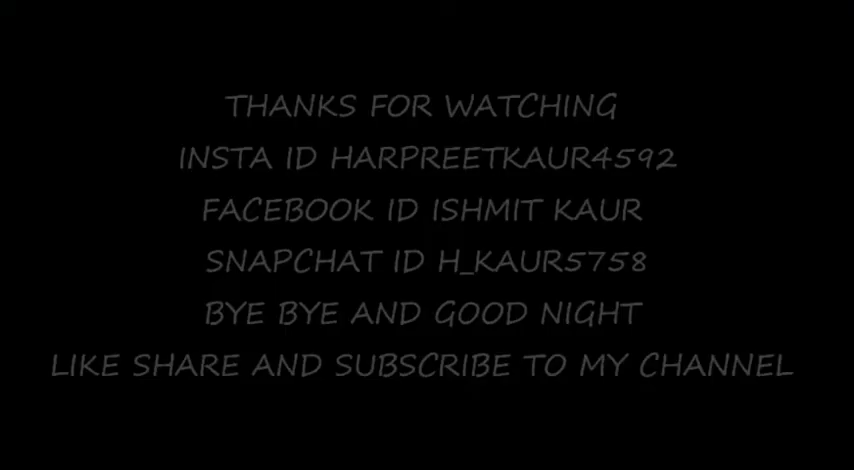 THANKS FOR WATCHING
INSTA ID HARPREETKAUR4592
FACEBOOK ID ISHMIT KAUR
SNAPCHAT ID H_KAUR5758
BYE BYE AND GOOD NIGHT
LIKE SHARE AND SUBSCRIBE TO MY CHANNEL